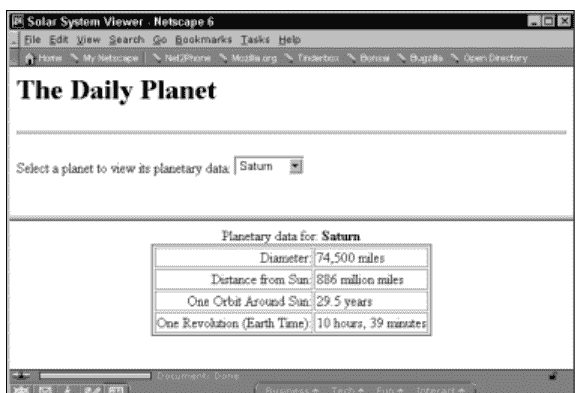 Solar System Viewer - Netscape 6
File Edit View Search Go Bookmarks Tasks Help
Home My Netscape Net2Phone Mozilla.org Tinderbox Bonsai Bugzilla Open Directory
The Daily Planet
Select a planet to view its planetary data: Saturn
Planetary data for: Saturn
Diameter: 74,500 miles
Distance from Sun: 886 million miles
One Orbit Around Sun: 29.5 years
One Revolution (Earth Time): 10 hours, 39 minutes
Document: Done
Business Tech Fun Interact